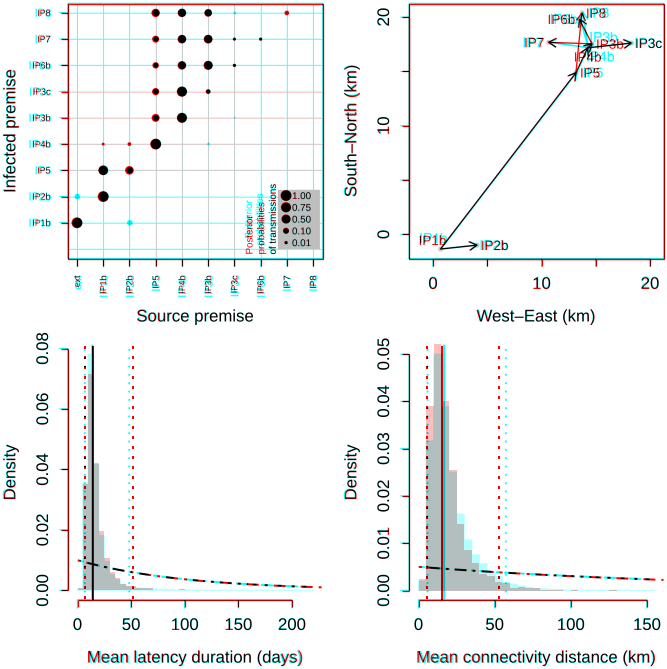 IP8
IP7
IP6b
IP3c
IP3b
IP4b
IP5
IP2b
IP1b
Infected premise
Posterior
probabilities
of transmissions
1.00
0.75
0.50
0.10
0.01
ext
IP1b
IP2b
IP5
IP4b
IP3b
IP3c
IP6b
IP7
IP8
Source premise
South–North (km)
20
10
0
IP8
IP6b
IP7
IP3b
IP3c
IP4b
IP5
IP1b
IP2b
0 10 20
West–East (km)
Density
0.08
0.06
0.04
0.02
0.00
0 50 100 150 200
Mean latency duration (days)
Density
0.05
0.04
0.03
0.02
0.01
0.00
0 50 100 150
Mean connectivity distance (km)